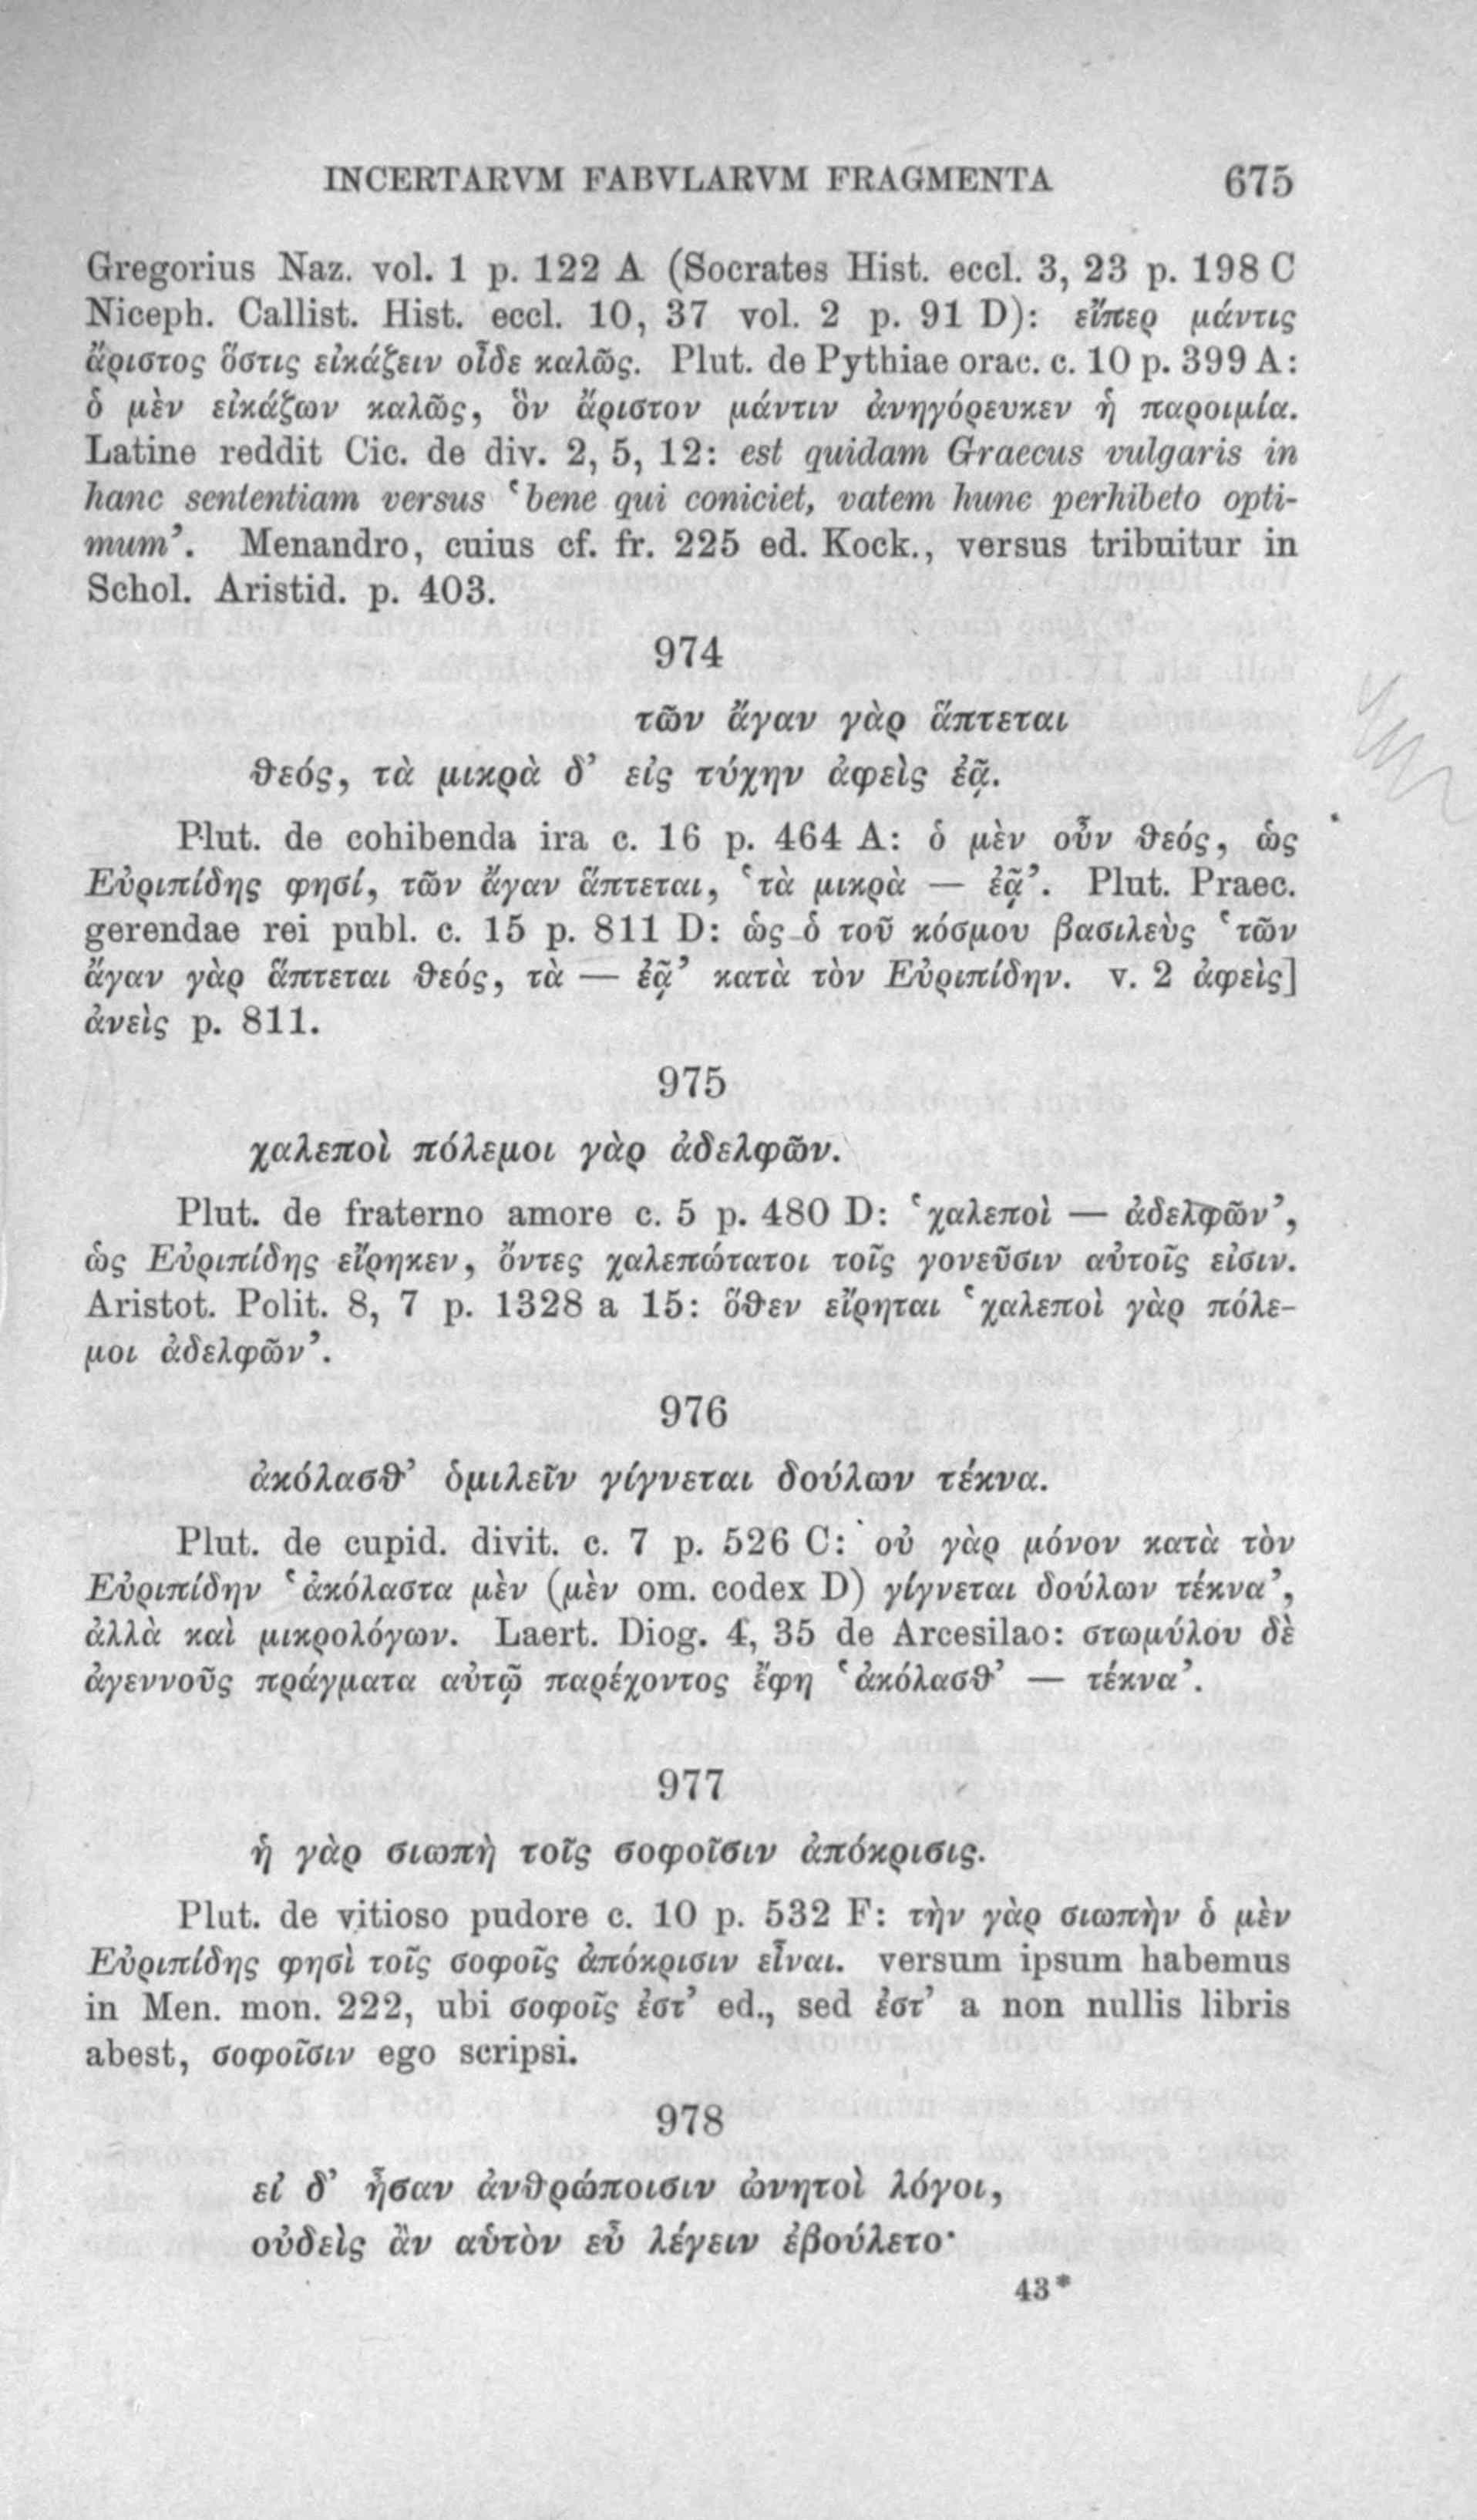 INCERTARVM FABVLARVM FRAGMENTA 675
Gregorius Naz. vol. 1 p. 122 A (Socrates Hist. eccl. 3, 23 p. 198 C
Niceph. Callist. Hist. eccl. 10, 37 vol. 2 p. 91 D): εἴπερ μάντις
ἄριστος ὅστις εἰκάζειν οἶδε καλῶς. Plut. de Pythiae orac. c. 10 p. 399 A:
ὁ μὲν εἰκάζων καλῶς, ὃν ἄριστον μάντιν ἀνηγόρευκεν ἡ παροιμία.
Latine reddit Cic. de div. 2, 5, 12: est quidam Graecus vulgaris in
hanc sententiam versus ‘bene qui coniciet, vatem hunc perhibeto opti-
mum’. Menandro, cuius cf. fr. 225 ed. Kock., versus tribuitur in
Schol. Aristid. p. 403.
974
τῶν ἄγαν γὰρ ἅπτεται
θεός, τὰ μικρὰ δ’ εἰς τύχην ἀφεὶς ἐᾷ.
Plut. de cohibenda ira c. 16 p. 464 A: ὁ μὲν οὖν θεός, ὡς
Εὐριπίδης φησί, τῶν ἄγαν ἅπτεται, ‘τὰ μικρὰ — ἐᾷ’. Plut. Praec.
gerendae rei publ. c. 15 p. 811 D: ὡς ὁ τοῦ κόσμου βασιλεὺς ‘τῶν
ἄγαν γὰρ ἅπτεται θεός, τὰ — ἐᾷ’ κατὰ τὸν Εὐριπίδην. v. 2 ἀφεὶς]
ἀνεὶς p. 811.
975
χαλεποὶ πόλεμοι γὰρ ἀδελφῶν.
Plut. de fraterno amore c. 5 p. 480 D: ‘χαλεποὶ — ἀδελφῶν’,
ὡς Εὐριπίδης εἴρηκεν, ὄντες χαλεπώτατοι τοῖς γονεῦσιν αὐτοῖς εἰσιν.
Aristot. Polit. 8, 7 p. 1328 a 15: ὅθεν εἴρηται ‘χαλεποὶ γὰρ πόλε-
μοι ἀδελφῶν’.
976
ἀκόλασθ’ ὁμιλεῖν γίγνεται δούλων τέκνα.
Plut. de cupid. divit. c. 7 p. 526 C: οὐ γὰρ μόνον κατὰ τὸν
Εὐριπίδην ‘ἀκόλαστα μὲν (μὲν om. codex D) γίγνεται δούλων τέκνα’,
ἀλλὰ καὶ μικρολόγων. Laert. Diog. 4, 35 de Arcesilao: στωμύλου δὲ
ἀγεννοῦς πράγματα αὐτῷ παρέχοντος ἔφη ‘ἀκόλασθ’ — τέκνα’.
977
ἡ γὰρ σιωπὴ τοῖς σοφοῖσιν ἀπόκρισις.
Plut. de vitioso pudore c. 10 p. 532 F: τὴν γὰρ σιωπὴν ὁ μὲν
Εὐριπίδης φησὶ τοῖς σοφοῖς ἀπόκρισιν εἶναι. versum ipsum habemus
in Men. mon. 222, ubi σοφοῖς ἐστ’ ed., sed ἐστ’ a non nullis libris
abest, σοφοῖσιν ego scripsi.
978
εἰ δ’ ἦσαν ἀνθρώποισιν ὠνητοὶ λόγοι,
οὐδεὶς ἂν αὑτὸν εὖ λέγειν ἐβούλετο·
43*